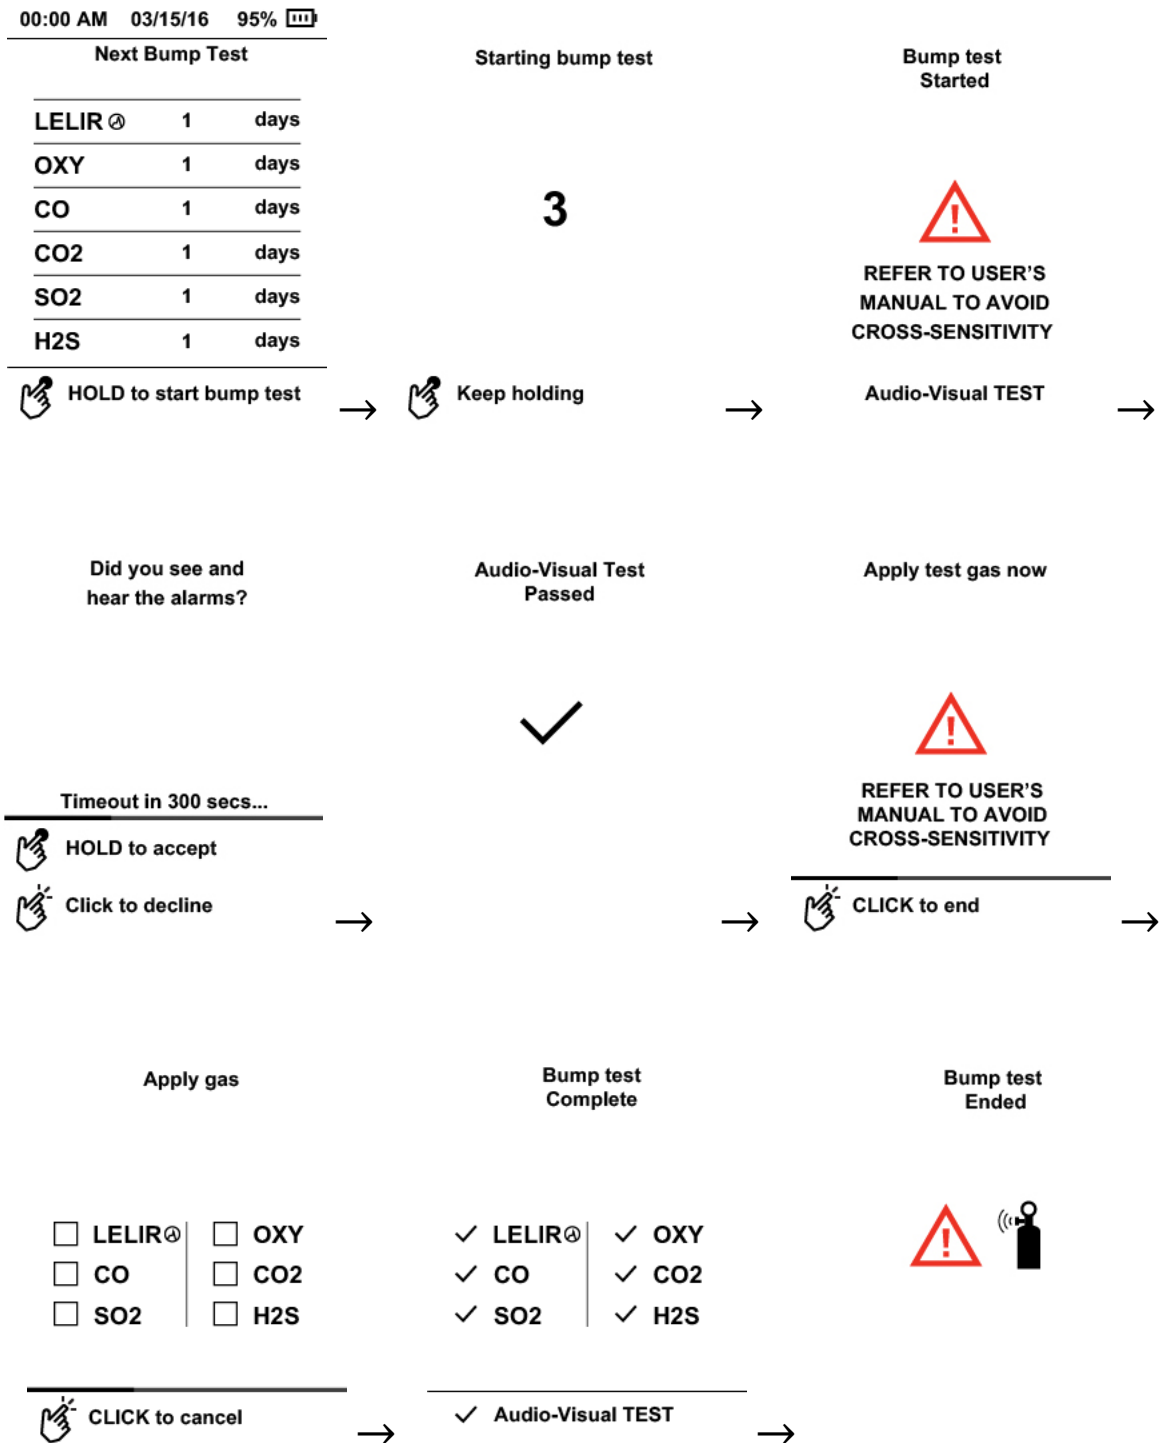 00:00 AM 03/15/16 95%
Next Bump Test
LELIR 1 days
OXY 1 days
CO 1 days
CO2 1 days
SO2 1 days
H2S 1 days
HOLD to start bump test
Starting bump test
3
Keep holding
Bump test
Started
REFER TO USER'S
MANUAL TO AVOID
CROSS-SENSITIVITY
Audio-Visual TEST
Did you see and
hear the alarms?
Timeout in 300 secs...
HOLD to accept
Click to decline
Audio-Visual Test
Passed
Apply test gas now
REFER TO USER'S
MANUAL TO AVOID
CROSS-SENSITIVITY
CLICK to end
Apply gas
LELIR OXY
CO CO2
SO2 H2S
CLICK to cancel
Bump test
Complete
LELIR OXY
CO CO2
SO2 H2S
Audio-Visual TEST
Bump test
Ended